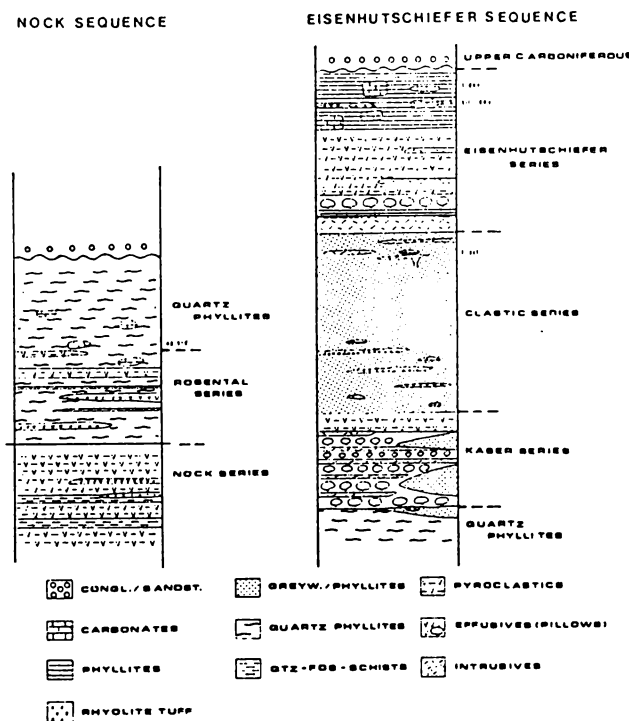 NOCK SEQUENCE
EISENHUTSCHIEFER SEQUENCE
UPPER CARBONIFEROUS
EISENHUTSCHIEFER
SERIES
QUARTZ
PHYLLITES
CLASTIC SERIES
ROSENTAL
SERIES
NOCK SERIES
KASER SERIES
QUARTZ
PHYLLITES
CONGL./SANDST.
GREYW./PHYLLITES
PYROCLASTICS
CARBONATES
QUARTZ PHYLLITES
EFFUSIVES (PILLOWS)
PHYLLITES
QTZ-FDS-SCHISTS
INTRUSIVES
RHYOLITE TUFF